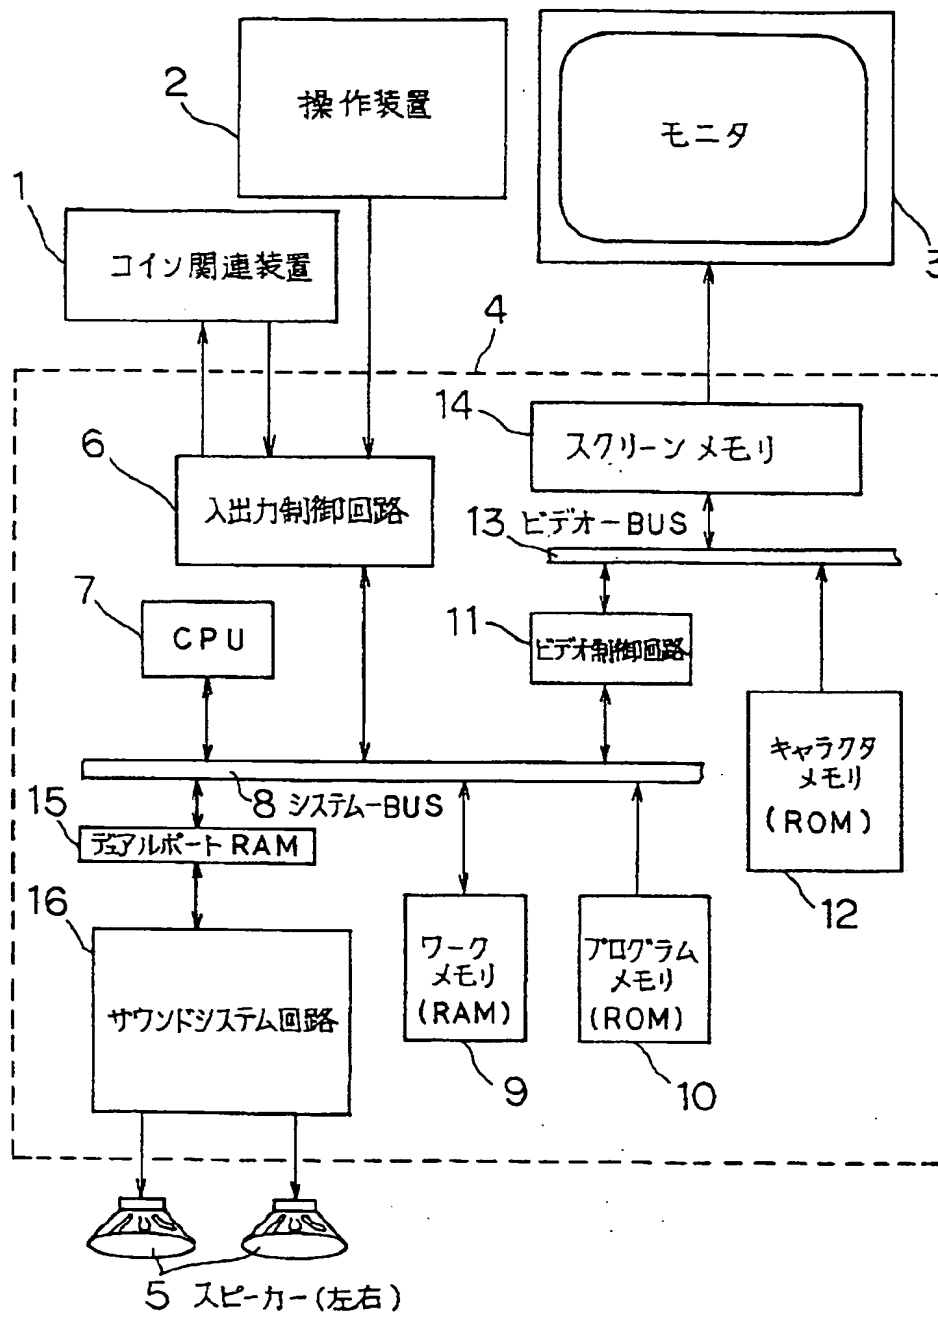 2
操作装置
モニタ
3
1
コイン関連装置
4
14
スクリーンメモリ
6
入出力制御回路
13 ビデオーBUS
7
CPU
11
ビデオ制御回路
キャラクタ
メモリ
(ROM)
12
8 システムーBUS
15
デュアルポートRAM
16
サウンドシステム回路
ワーク
メモリ
(RAM)
9
プログラム
メモリ
(ROM)
10
5 スピーカー(左右)